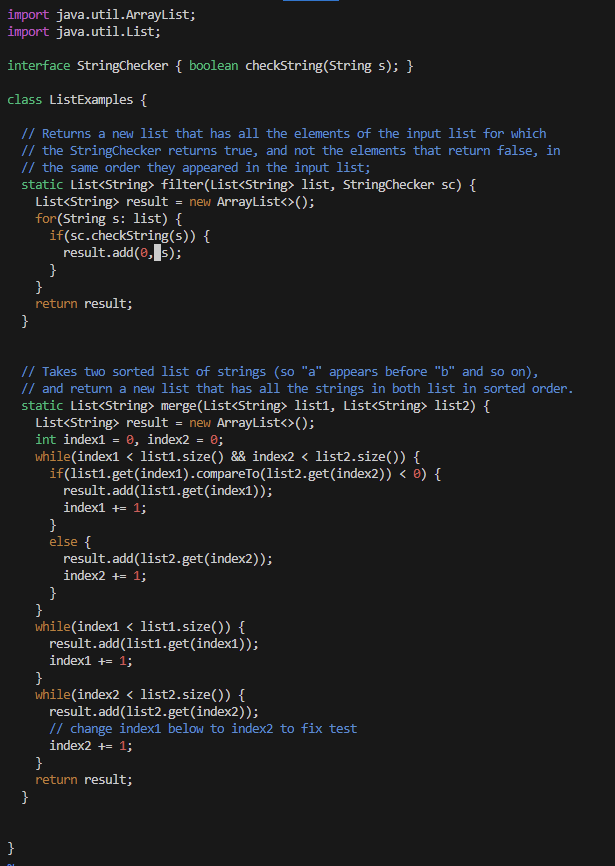 import java.util.ArrayList;
import java.util.List;

interface StringChecker { boolean checkString(String s); }

class ListExamples {

  // Returns a new list that has all the elements of the input list for which
  // the StringChecker returns true, and not the elements that return false, in
  // the same order they appeared in the input list;
  static List<String> filter(List<String> list, StringChecker sc) {
    List<String> result = new ArrayList<>();
    for(String s: list) {
      if(sc.checkString(s)) {
        result.add(0, s);
      }
    }
    return result;
  }


  // Takes two sorted list of strings (so "a" appears before "b" and so on),
  // and return a new list that has all the strings in both list in sorted order.
  static List<String> merge(List<String> list1, List<String> list2) {
    List<String> result = new ArrayList<>();
    int index1 = 0, index2 = 0;
    while(index1 < list1.size() && index2 < list2.size()) {
      if(list1.get(index1).compareTo(list2.get(index2)) < 0) {
        result.add(list1.get(index1));
        index1 += 1;
      }
      else {
        result.add(list2.get(index2));
        index2 += 1;
      }
    }
    while(index1 < list1.size()) {
      result.add(list1.get(index1));
      index1 += 1;
    }
    while(index2 < list2.size()) {
      result.add(list2.get(index2));
      // change index1 below to index2 to fix test
      index2 += 1;
    }
    return result;
  }


}
~